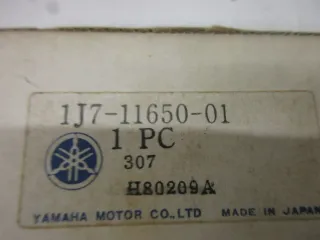 1J7-11650-01
1 PC
307
H80209A
YAMAHA MOTOR CO.,LTD MADE IN JAPAN